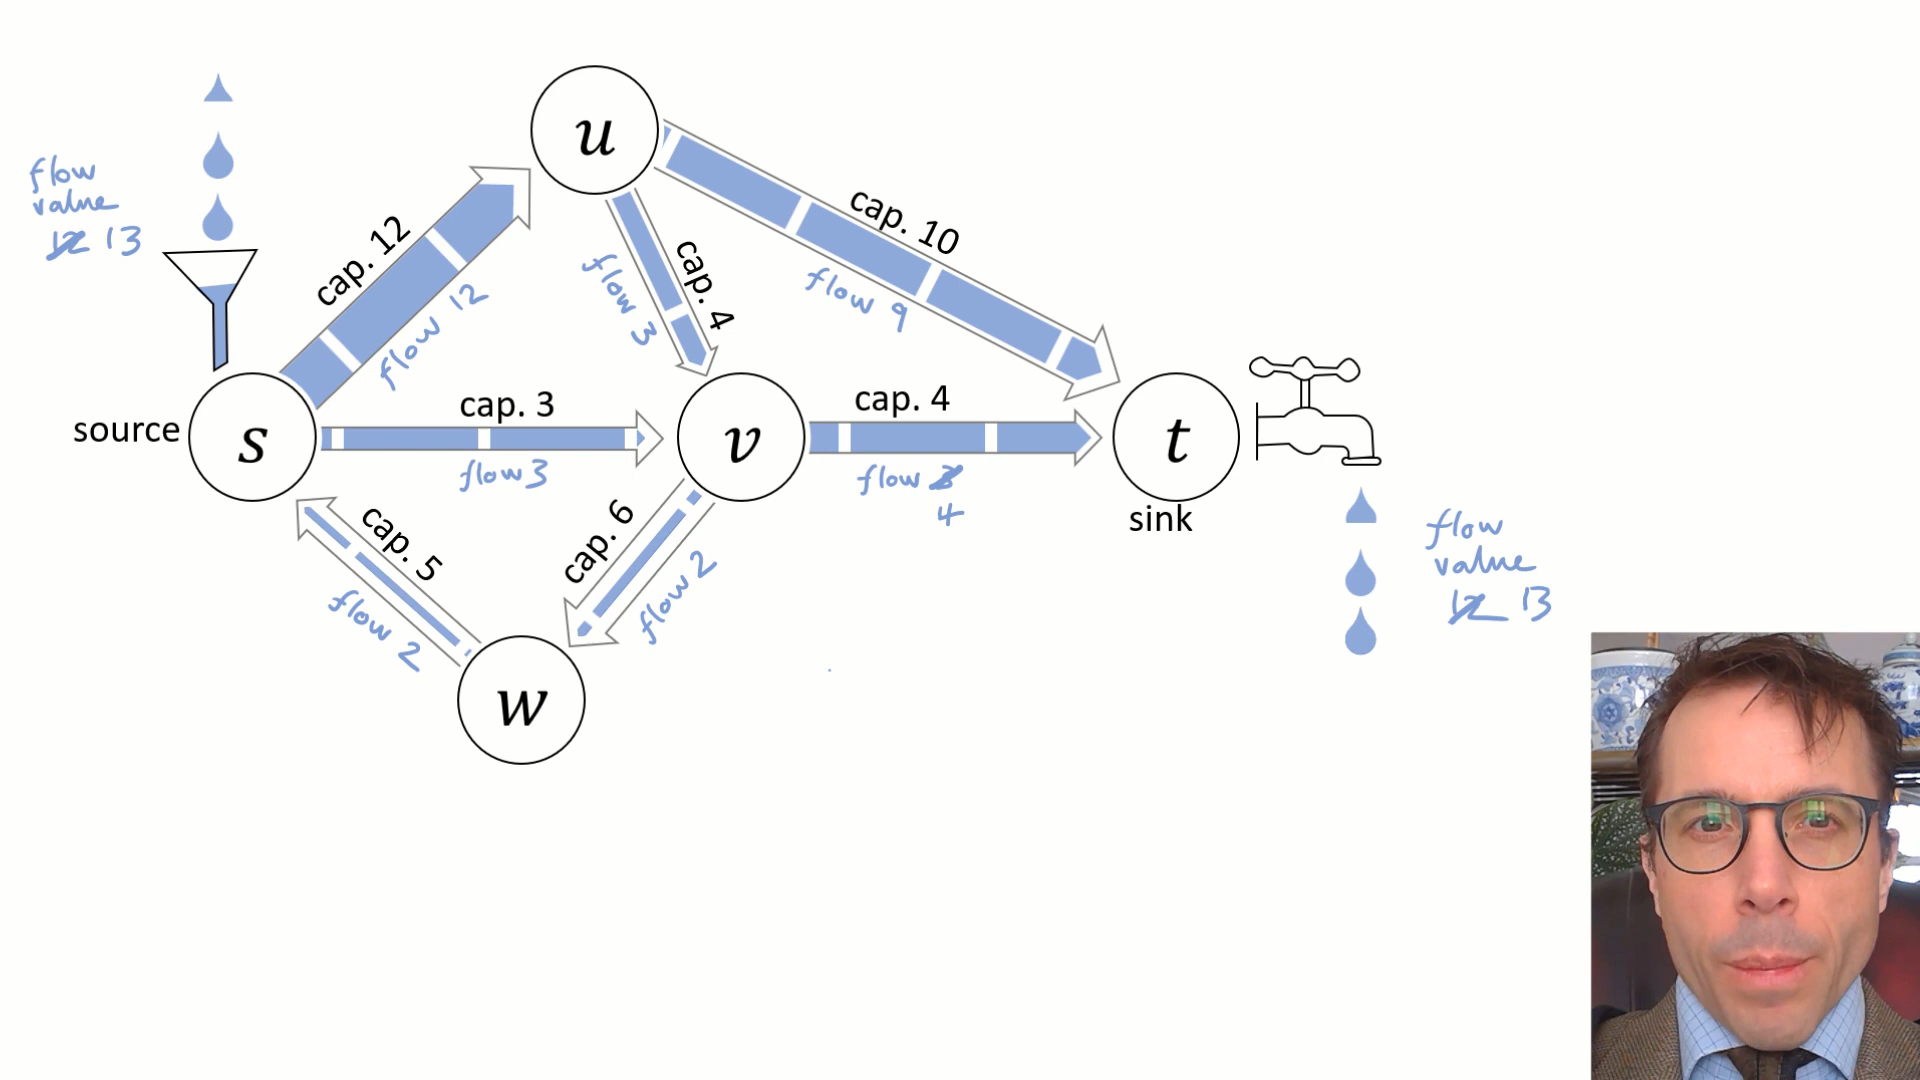 flow
value
12 13
source
s
u
v
w
t
sink
cap. 12
flow 12
cap. 4
flow 3
cap. 10
flow 9
cap. 3
flow 3
cap. 4
flow 3
4
cap. 6
flow 2
cap. 5
flow 2
flow
value
12 13